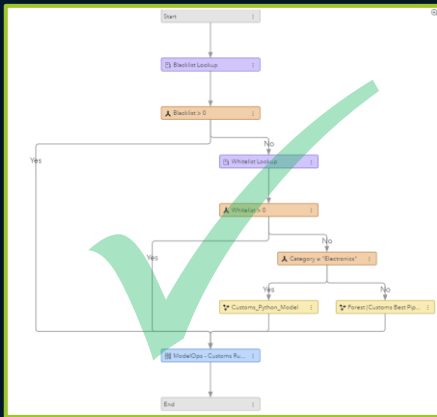 Start
Blacklist Lookup
Blacklist > 0
Yes
No
Whitelist Lookup
Whitelist > 0
Yes
No
Category = "Electronics"
Yes
No
Customs_Python_Model
Forest (Customs Best Pip...
ModelOps - Customs Ru...
End